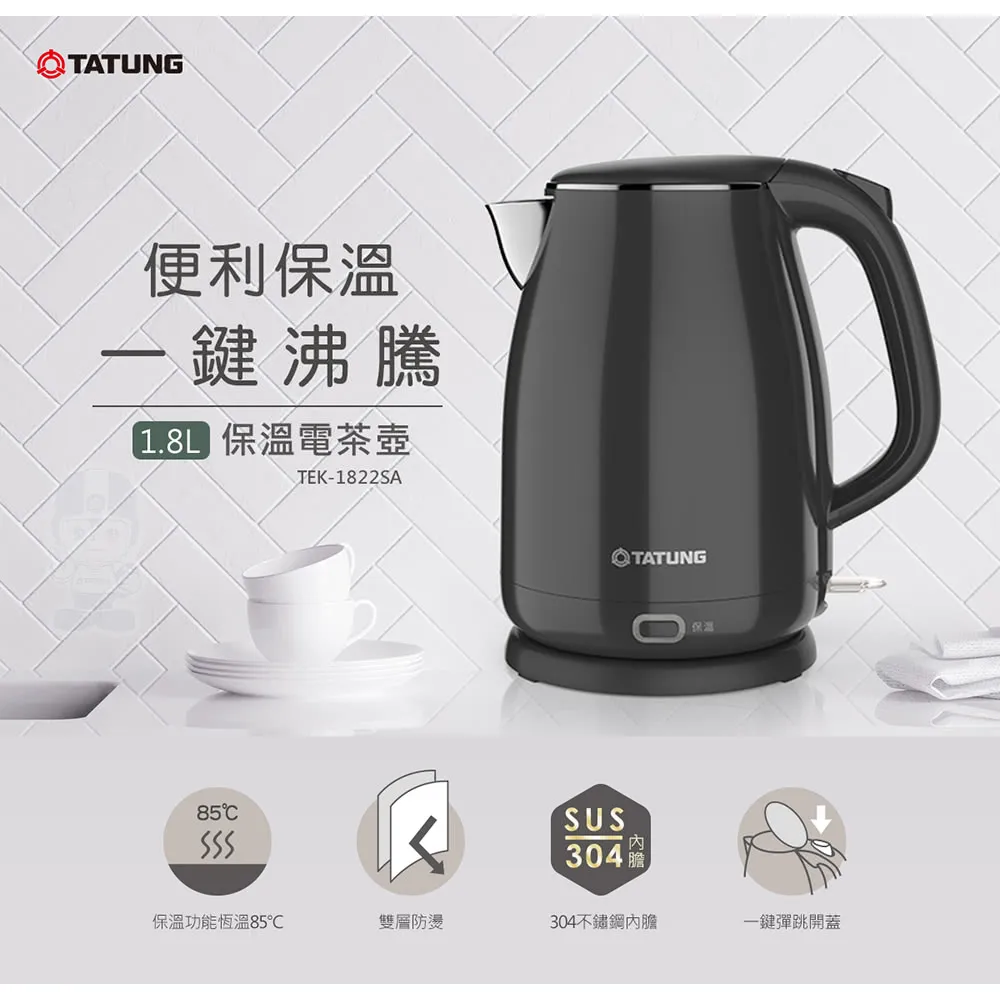 TATUNG
便利保溫
一鍵沸騰
1.8L 保溫電茶壺
TEK-1822SA
TATUNG
保溫
85℃
SUS
304
內膽
保溫功能恆溫85℃
雙層防燙
304不鏽鋼內膽
一鍵彈跳開蓋